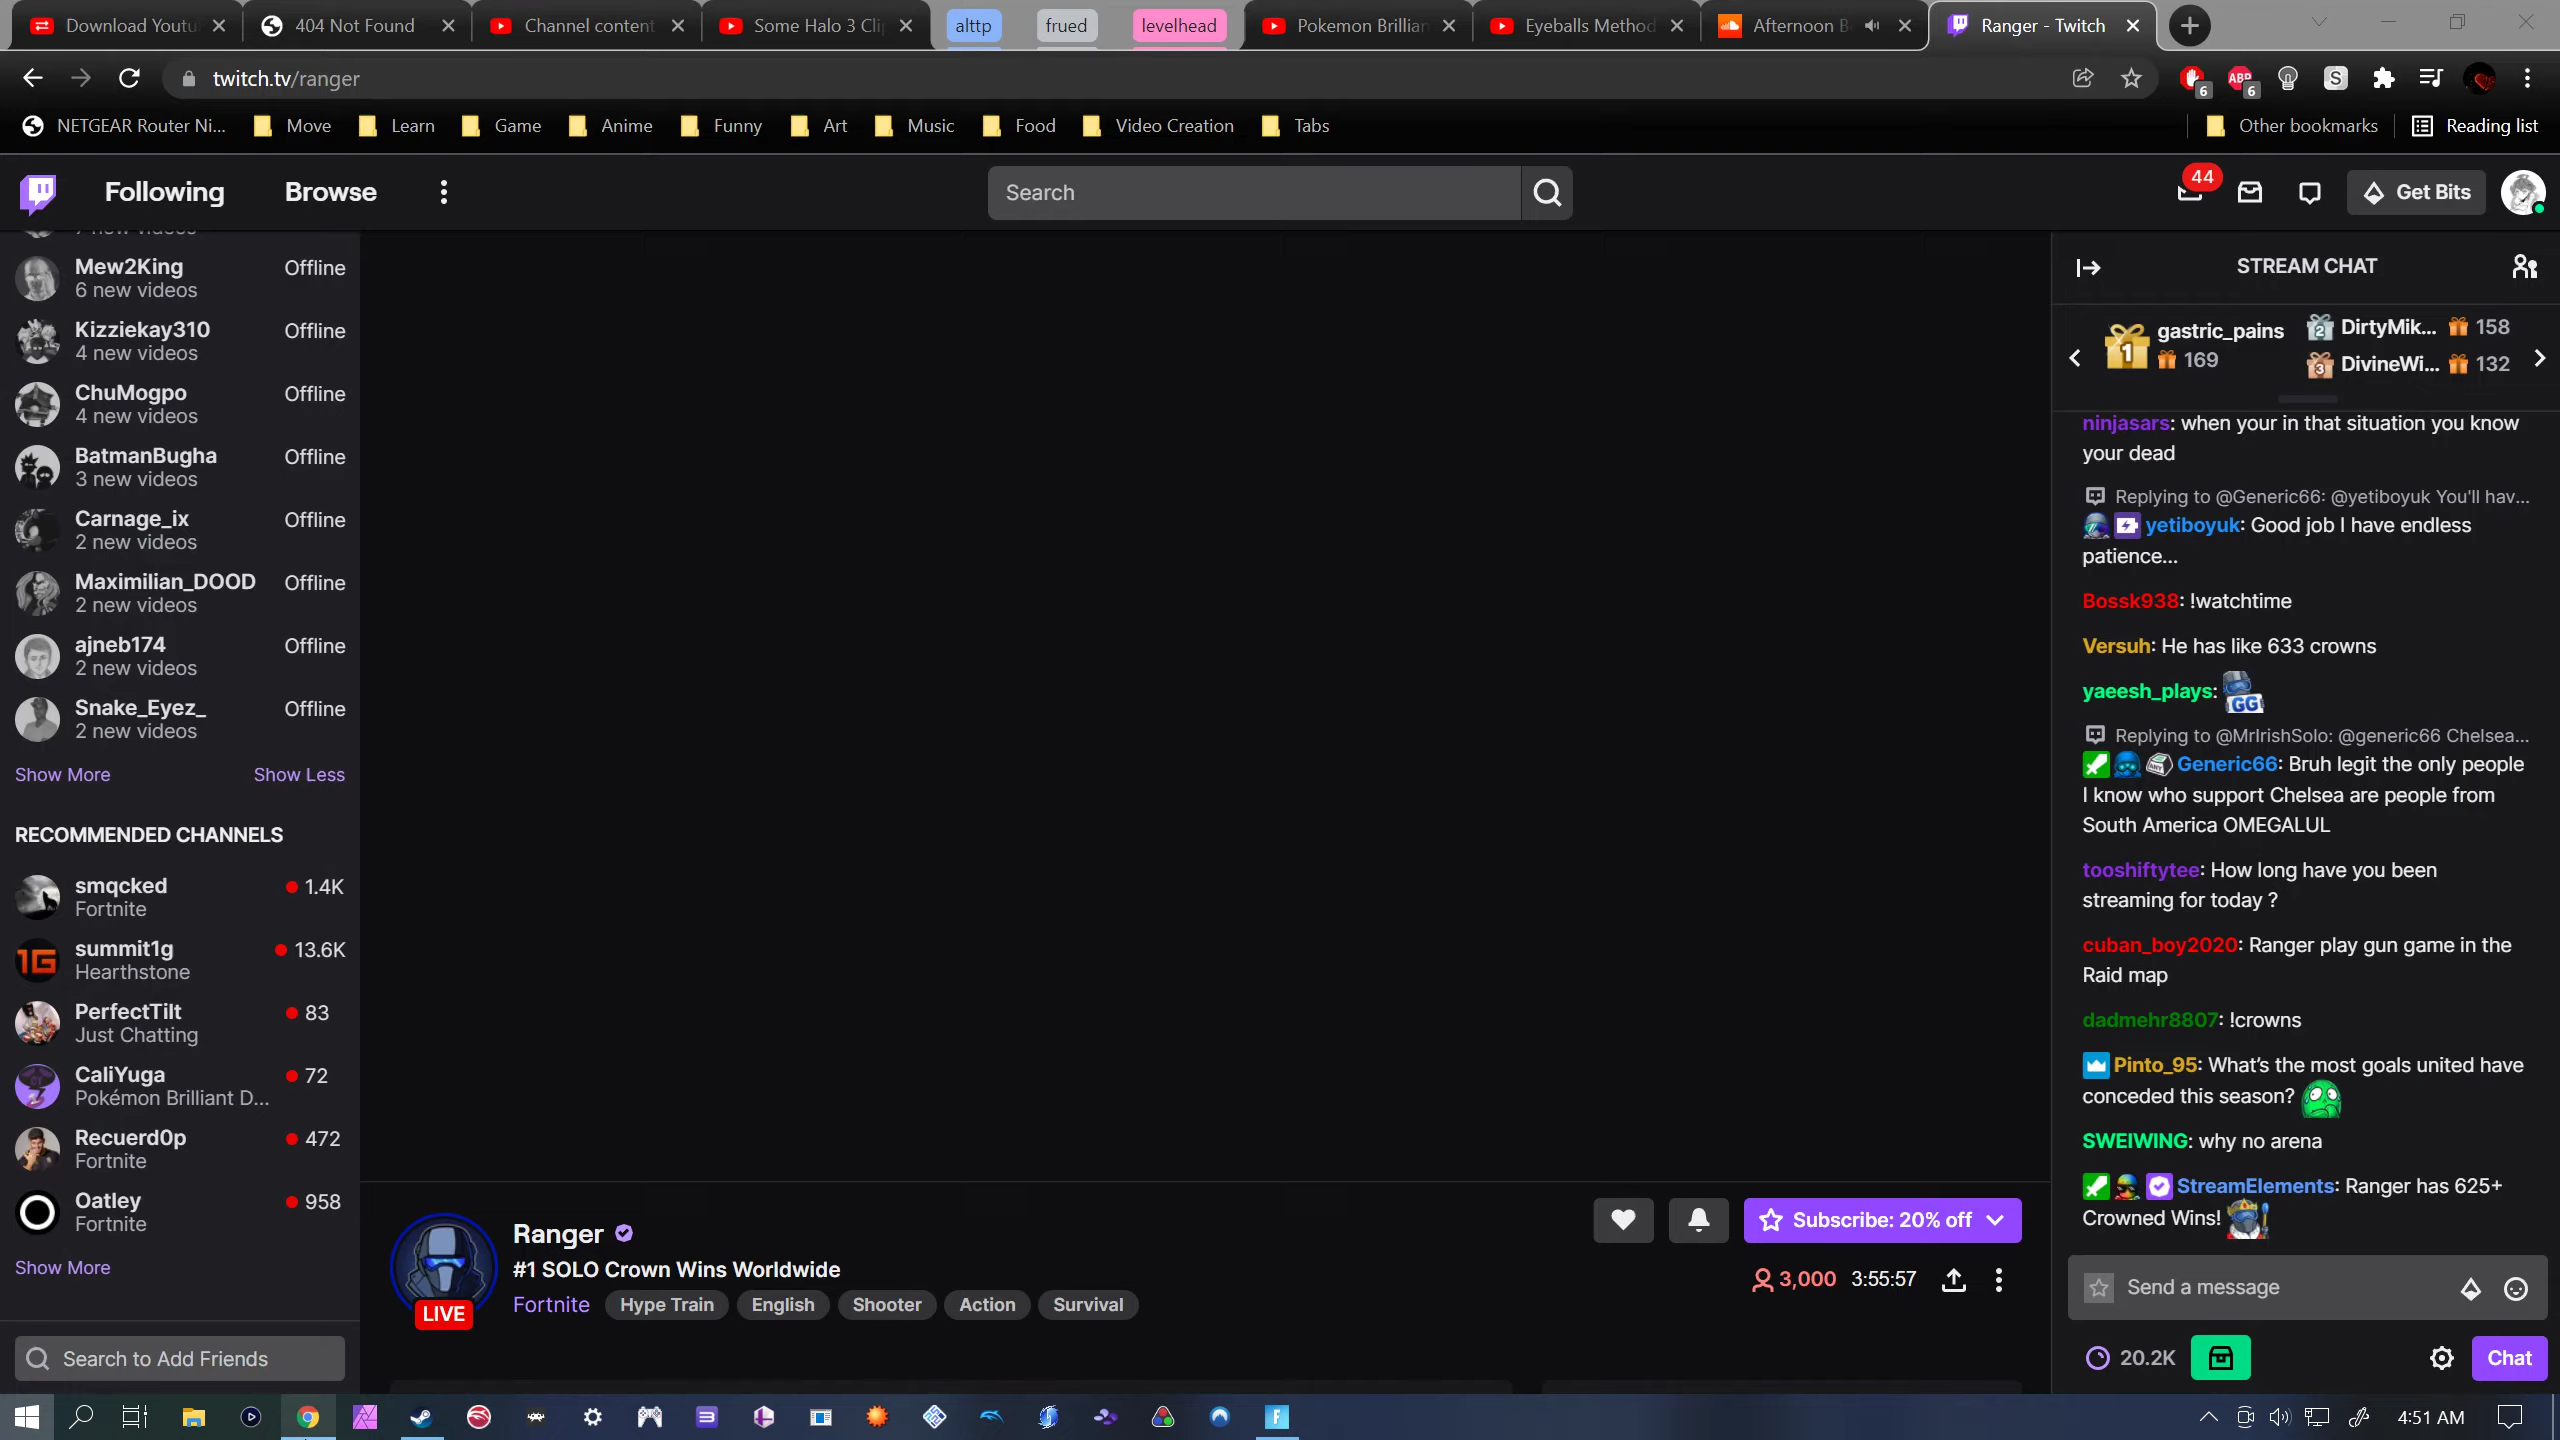 Download Youtu
404 Not Found
Channel content
Some Halo 3 Cli
alttp
frued
levelhead
Pokemon Brillian
Eyeballs Method
Afternoon B
Ranger - Twitch
twitch.tv/ranger
6
ABP
6
S
NETGEAR Router Ni...
Move
Learn
Game
Anime
Funny
Art
Music
Food
Video Creation
Tabs
Other bookmarks
Reading list
Following
Browse
Search
44
Get Bits
Mew2King
Offline
6 new videos
Kizziekay310
Offline
4 new videos
ChuMogpo
Offline
4 new videos
BatmanBugha
Offline
3 new videos
Carnage_ix
Offline
2 new videos
Maximilian_DOOD
Offline
2 new videos
ajneb174
Offline
2 new videos
Snake_Eyez_
Offline
2 new videos
Show More
Show Less
RECOMMENDED CHANNELS
smqcked
1.4K
Fortnite
summit1g
13.6K
Hearthstone
PerfectTilt
83
Just Chatting
CaliYuga
72
Pokémon Brilliant D...
Recuerd0p
472
Fortnite
Oatley
958
Fortnite
Show More
Search to Add Friends
LIVE
Ranger
#1 SOLO Crown Wins Worldwide
Fortnite
Hype Train
English
Shooter
Action
Survival
Subscribe: 20% off
3,000
3:55:57
STREAM CHAT
1
gastric_pains
169
2
DirtyMik...
158
3
DivineWi...
132
ninjasars: when your in that situation you know
your dead
Replying to @Generic66: @yetiboyuk You'll hav...
yetiboyuk: Good job I have endless
patience...
Bossk938: !watchtime
Versuh: He has like 633 crowns
yaeesh_plays: GG
Replying to @MrIrishSolo: @generic66 Chelsea...
Generic66: Bruh legit the only people
I know who support Chelsea are people from
South America OMEGALUL
tooshiftytee: How long have you been
streaming for today ?
cuban_boy2020: Ranger play gun game in the
Raid map
dadmehr8807: !crowns
Pinto_95: What's the most goals united have
conceded this season?
SWEIWING: why no arena
StreamElements: Ranger has 625+
Crowned Wins!
Send a message
20.2K
Chat
4:51 AM